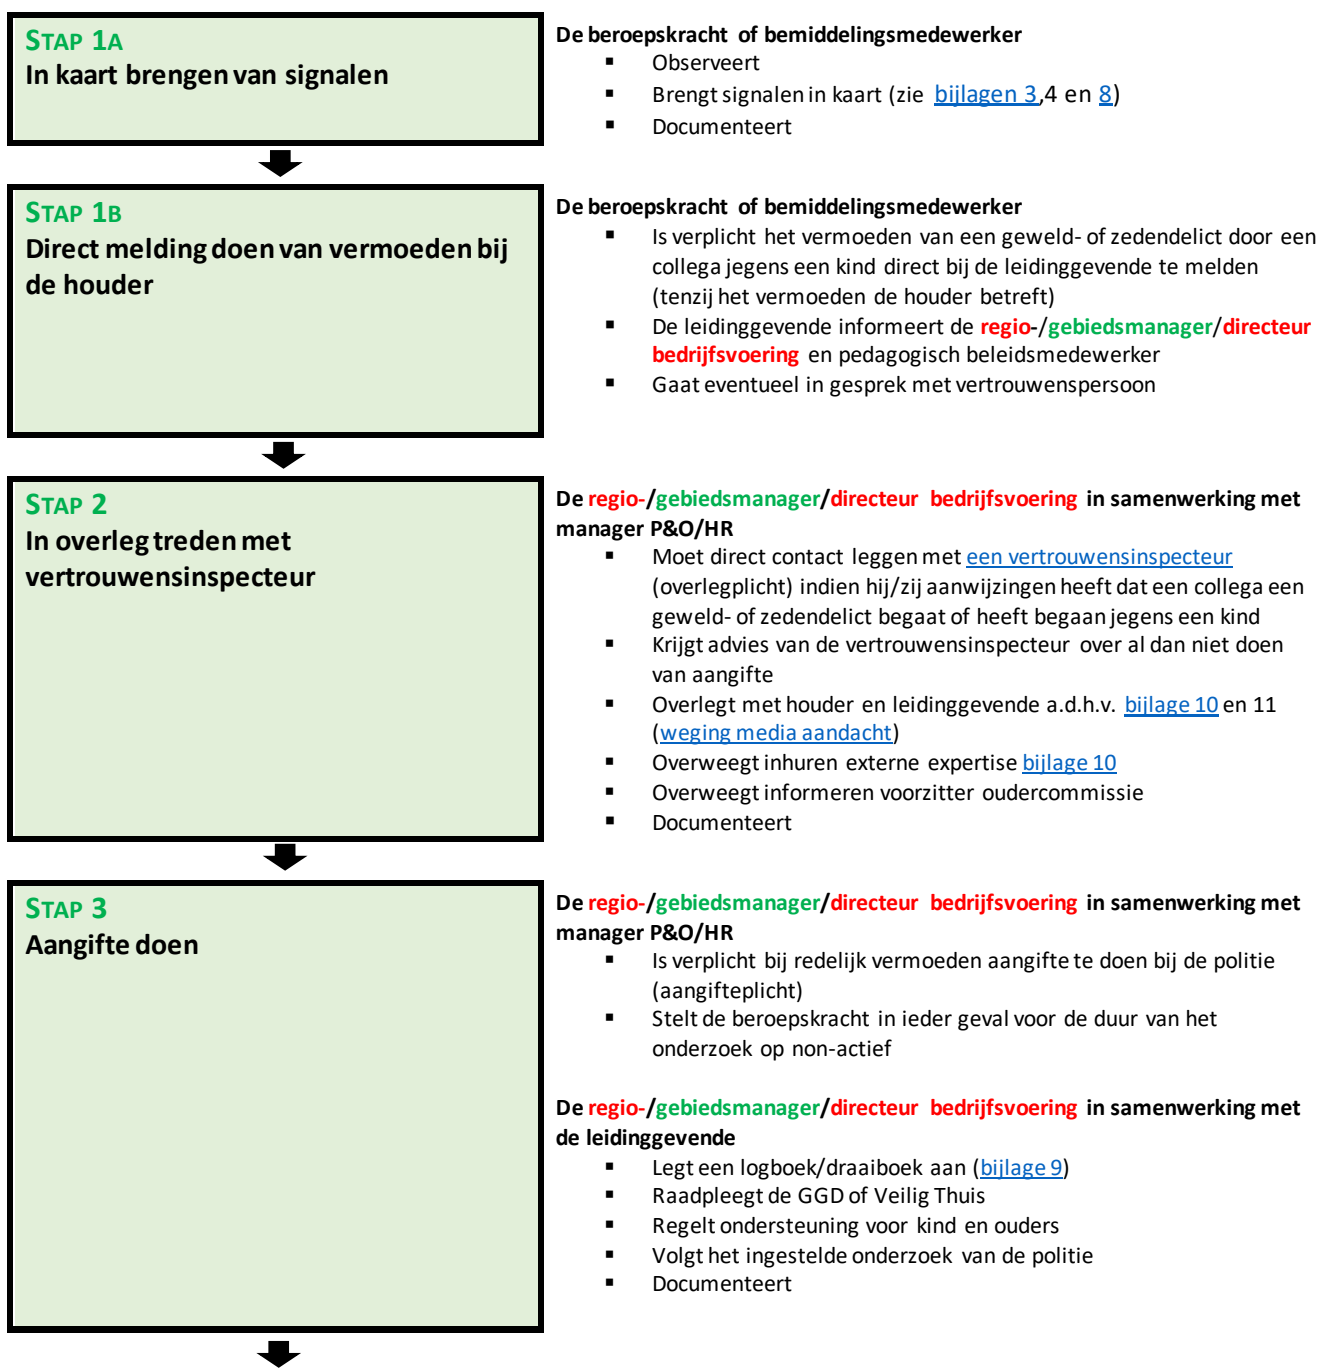 STAP 1A
In kaart brengen van signalen
De beroepskracht of bemiddelingsmedewerker
▪ Observeert
▪ Brengt signalen in kaart (zie bijlagen 3,4 en 8)
▪ Documenteert
STAP 1B
Direct melding doen van vermoeden bij
de houder
De beroepskracht of bemiddelingsmedewerker
▪ Is verplicht het vermoeden van een geweld- of zedendelict door een
collega jegens een kind direct bij de leidinggevende te melden
(tenzij het vermoeden de houder betreft)
▪ De leidinggevende informeert de regio-/gebiedsmanager/directeur
bedrijfsvoering en pedagogisch beleidsmedewerker
▪ Gaat eventueel in gesprek met vertrouwenspersoon
STAP 2
In overleg treden met
vertrouwensinspecteur
De regio-/gebiedsmanager/directeur bedrijfsvoering in samenwerking met
manager P&O/HR
▪ Moet direct contact leggen met een vertrouwensinspecteur
(overlegplicht) indien hij/zij aanwijzingen heeft dat een collega een
geweld- of zedendelict begaat of heeft begaan jegens een kind
▪ Krijgt advies van de vertrouwensinspecteur over al dan niet doen
van aangifte
▪ Overlegt met houder en leidinggevende a.d.h.v. bijlage 10 en 11
(weging media aandacht)
▪ Overweegt inhuren externe expertise bijlage 10
▪ Overweegt informeren voorzitter oudercommissie
▪ Documenteert
STAP 3
Aangifte doen
De regio-/gebiedsmanager/directeur bedrijfsvoering in samenwerking met
manager P&O/HR
▪ Is verplicht bij redelijk vermoeden aangifte te doen bij de politie
(aangifteplicht)
▪ Stelt de beroepskracht in ieder geval voor de duur van het
onderzoek op non-actief
De regio-/gebiedsmanager/directeur bedrijfsvoering in samenwerking met
de leidinggevende
▪ Legt een logboek/draaiboek aan (bijlage 9)
▪ Raadpleegt de GGD of Veilig Thuis
▪ Regelt ondersteuning voor kind en ouders
▪ Volgt het ingestelde onderzoek van de politie
▪ Documenteert